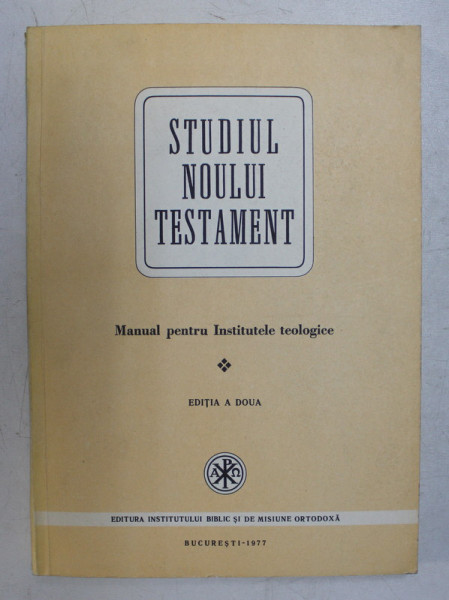 STUDIUL
NOULUI
TESTAMENT
Manual pentru Institutele teologice
EDIȚIA A DOUA
Α Ρ Ω
EDITURA INSTITUTULUI BIBLIC ȘI DE MISIUNE ORTODOXĂ
BUCUREȘTI - 1977